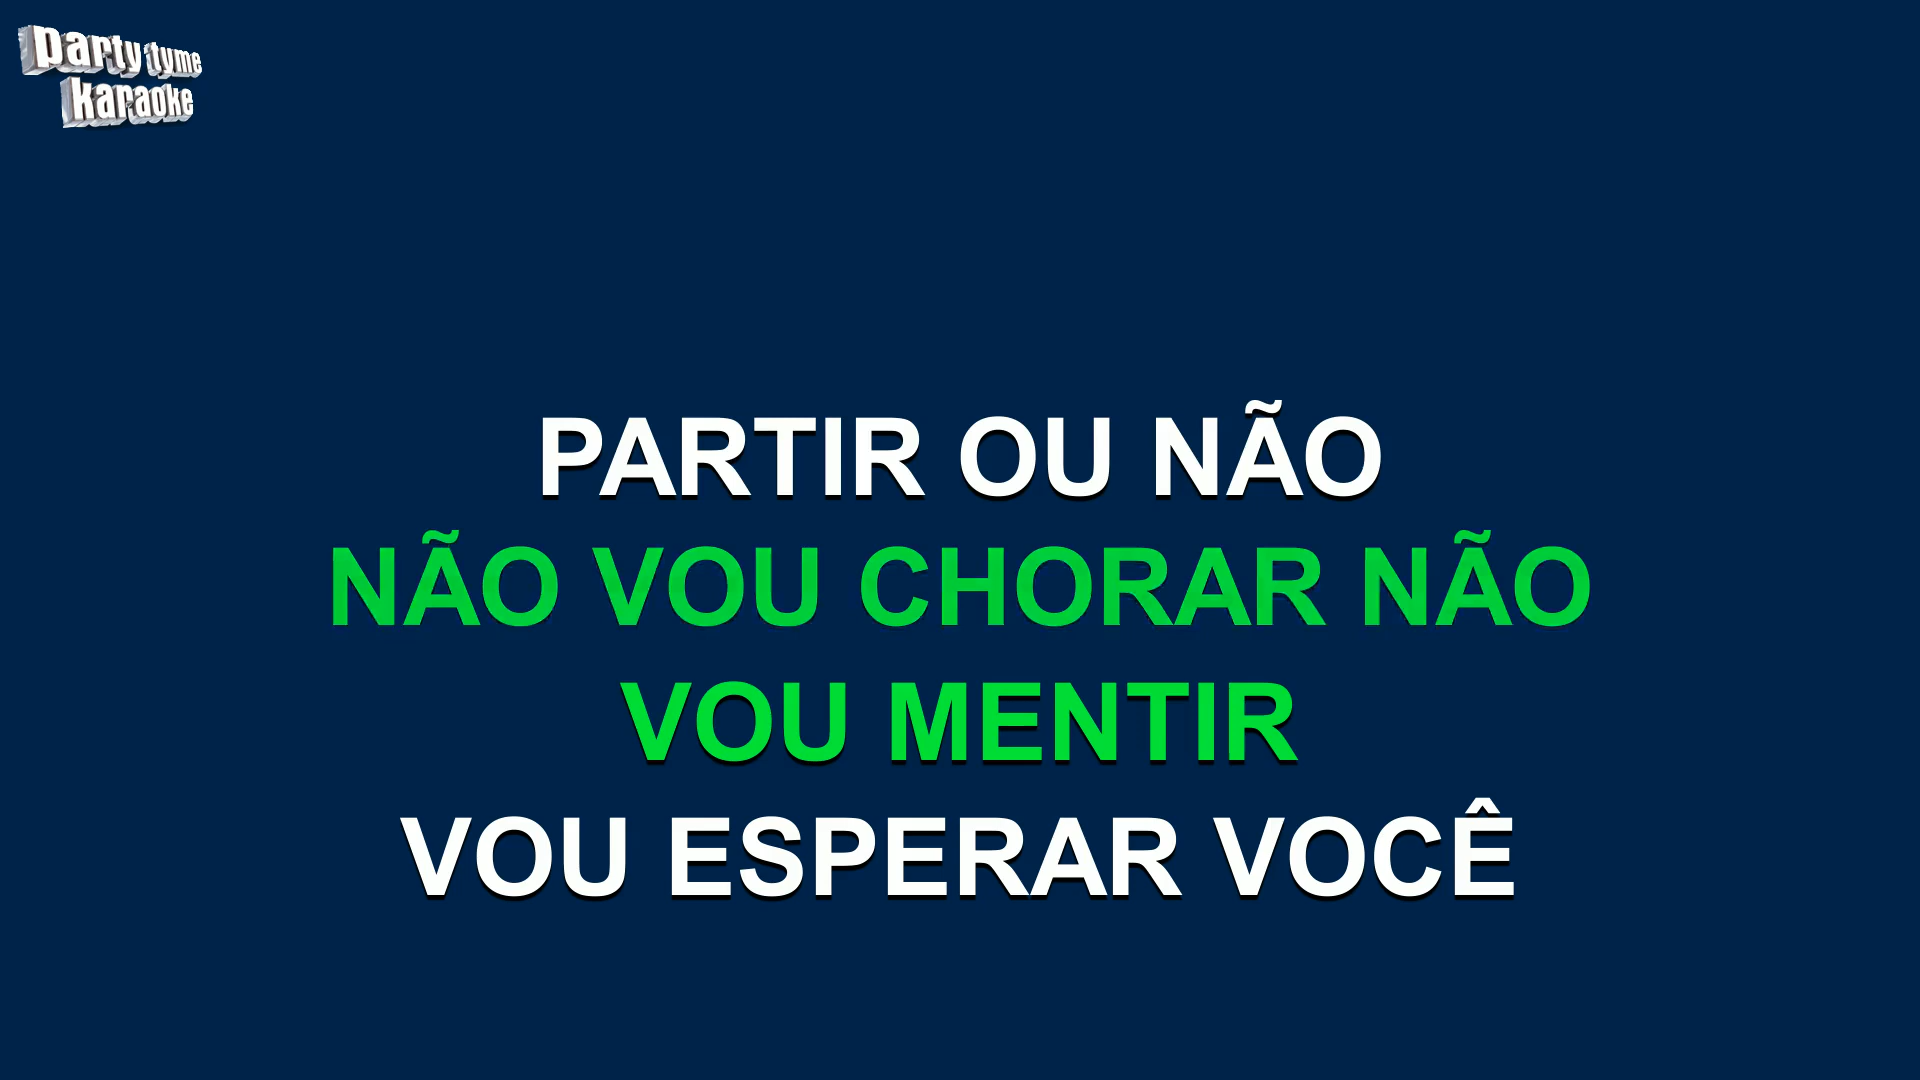 party tyme
karaoke
PARTIR OU NÃO
NÃO VOU CHORAR NÃO
VOU MENTIR
VOU ESPERAR VOCÊ